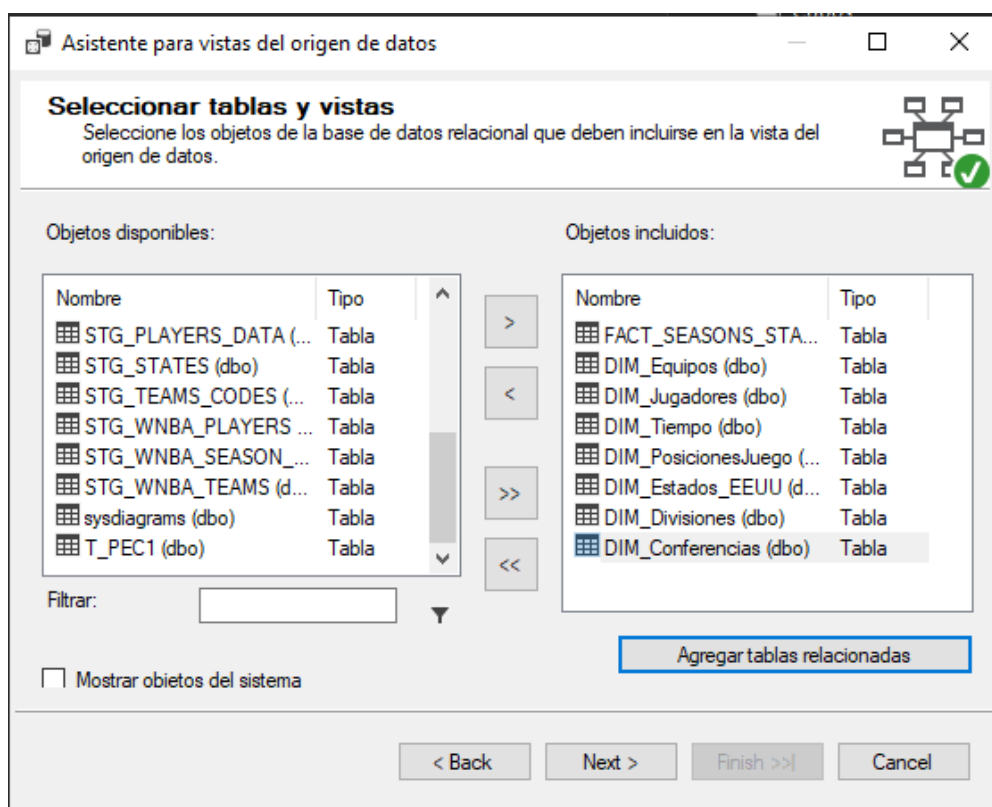 Asistente para vistas del origen de datos
Seleccionar tablas y vistas
Seleccione los objetos de la base de datos relacional que deben incluirse en la vista del
origen de datos.
Objetos disponibles:
Nombre Tipo
STG_PLAYERS_DATA (... Tabla
STG_STATES (dbo) Tabla
STG_TEAMS_CODES (... Tabla
STG_WNBA_PLAYERS ... Tabla
STG_WNBA_SEASON_... Tabla
STG_WNBA_TEAMS (d... Tabla
sysdiagrams (dbo) Tabla
T_PEC1 (dbo) Tabla
Filtrar:
Mostrar objetos del sistema
>
<
>>
<<
Objetos incluidos:
Nombre Tipo
FACT_SEASONS_STA... Tabla
DIM_Equipos (dbo) Tabla
DIM_Jugadores (dbo) Tabla
DIM_Tiempo (dbo) Tabla
DIM_PosicionesJuego (... Tabla
DIM_Estados_EEUU (d... Tabla
DIM_Divisiones (dbo) Tabla
DIM_Conferencias (dbo) Tabla
Agregar tablas relacionadas
< Back Next > Finish >>| Cancel